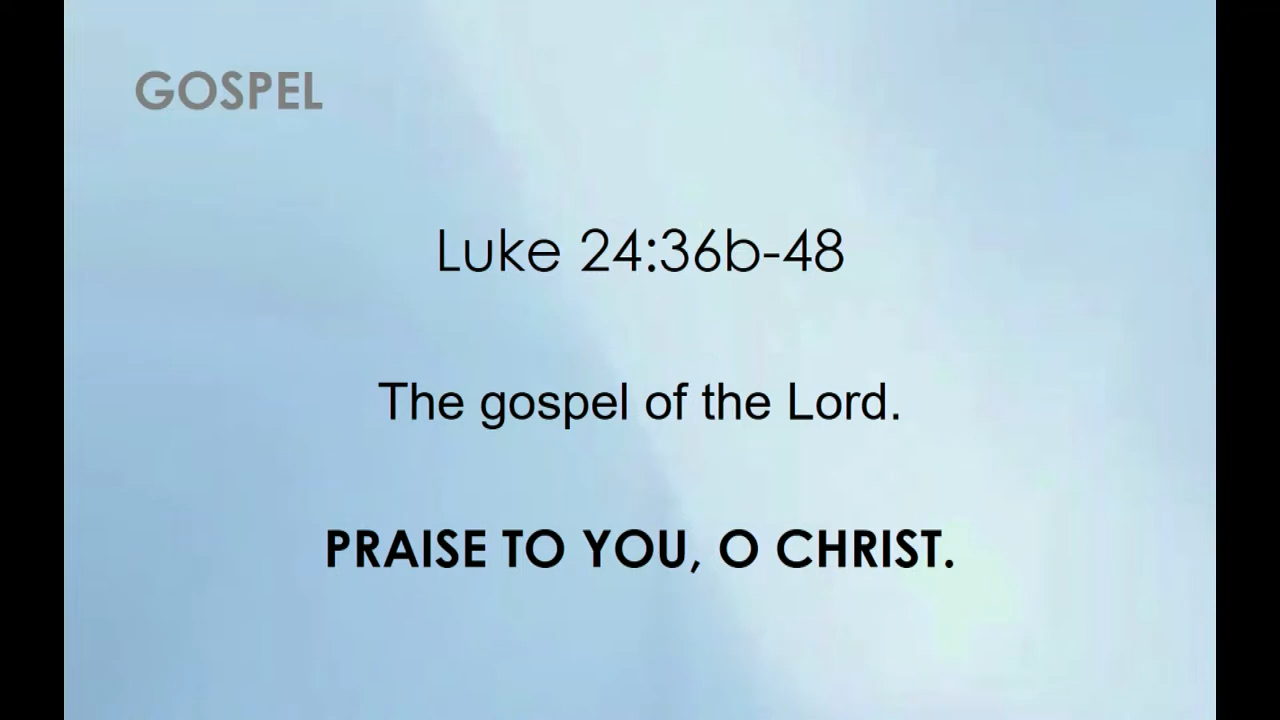 GOSPEL
Luke 24:36b-48
The gospel of the Lord.
PRAISE TO YOU, O CHRIST.